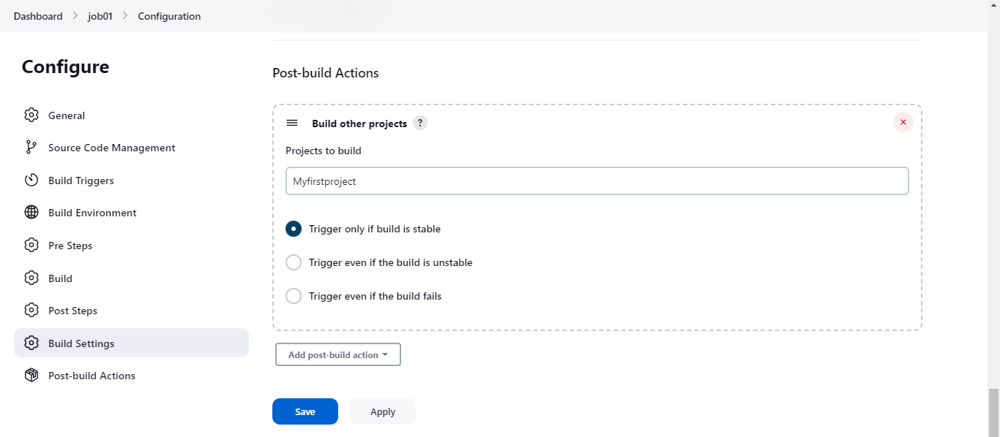 Dashboard > job01 > Configuration
Configure
General
Source Code Management
Build Triggers
Build Environment
Pre Steps
Build
Post Steps
Build Settings
Post-build Actions
Post-build Actions
Build other projects ?
Projects to build
Myfirstproject
Trigger only if build is stable
Trigger even if the build is unstable
Trigger even if the build fails
Add post-build action
Save Apply